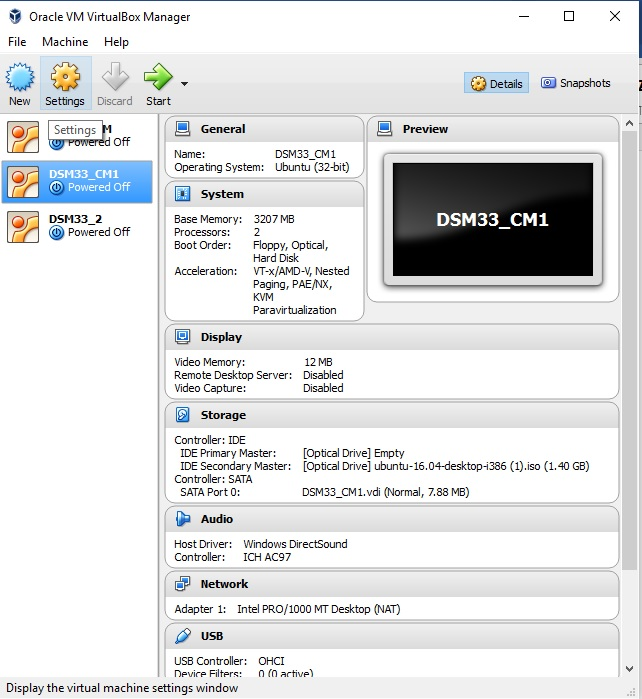 Oracle VM VirtualBox Manager
File Machine Help
New Settings Discard Start
Details Snapshots
M
Powered Off
Settings
DSM33_CM1
Powered Off
DSM33_2
Powered Off
General
Name: DSM33_CM1
Operating System: Ubuntu (32-bit)
Preview
DSM33_CM1
System
Base Memory: 3207 MB
Processors: 2
Boot Order: Floppy, Optical,
Hard Disk
Acceleration: VT-x/AMD-V, Nested
Paging, PAE/NX,
KVM
Paravirtualization
Display
Video Memory: 12 MB
Remote Desktop Server: Disabled
Video Capture: Disabled
Storage
Controller: IDE
IDE Primary Master: [Optical Drive] Empty
IDE Secondary Master: [Optical Drive] ubuntu-16.04-desktop-i386 (1).iso (1.40 GB)
Controller: SATA
SATA Port 0: DSM33_CM1.vdi (Normal, 7.88 MB)
Audio
Host Driver: Windows DirectSound
Controller: ICH AC97
Network
Adapter 1: Intel PRO/1000 MT Desktop (NAT)
USB
USB Controller: OHCI
Device Filters: 0 (0 active)
Display the virtual machine settings window